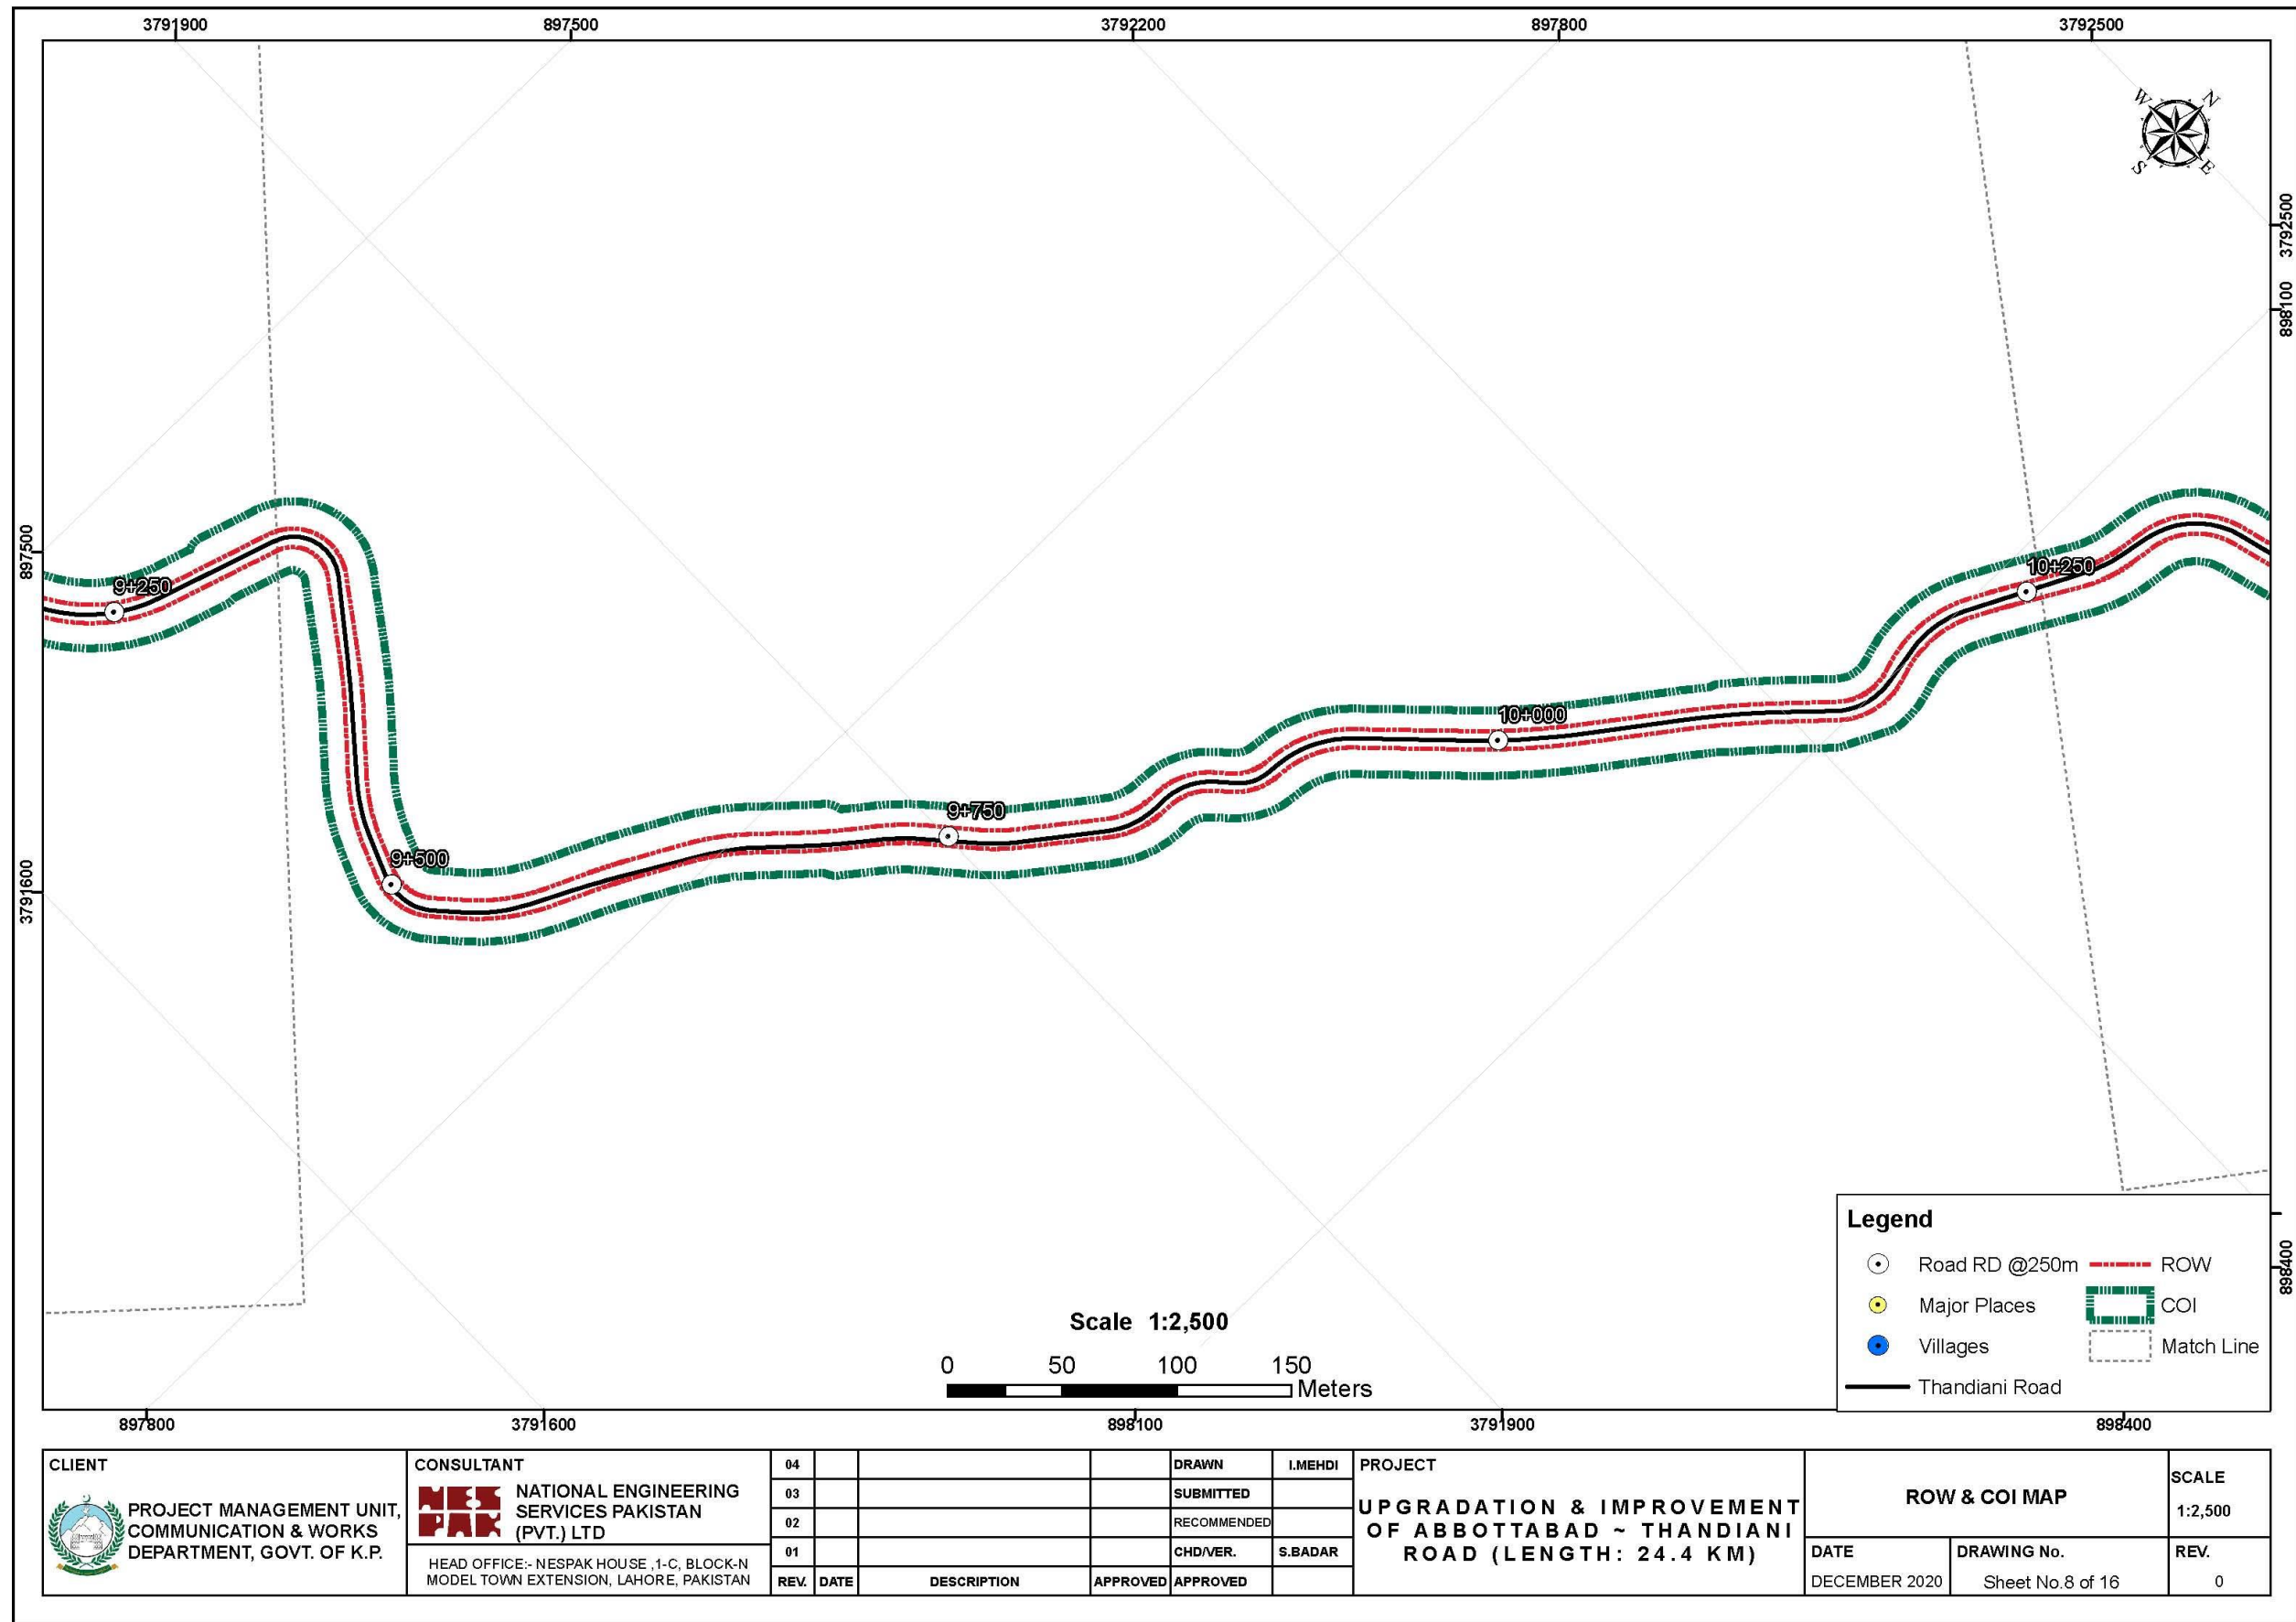 3791900 897500 3792200 897800 3792500
W N
S E
3792500
898100
897500
3791600
898400
9+250
10+250
10+000
9+750
9+500
Legend
Road RD @250m ROW
Major Places COI
Villages Match Line
Thandiani Road
Scale 1:2,500
0 50 100 150
Meters
897800 3791600 898100 3791900 898400
CLIENT
PROJECT MANAGEMENT UNIT,
COMMUNICATION & WORKS
DEPARTMENT, GOVT. OF K.P.
CONSULTANT
NES
PAK
NATIONAL ENGINEERING
SERVICES PAKISTAN
(PVT.) LTD
HEAD OFFICE:- NESPAK HOUSE ,1-C, BLOCK-N
MODEL TOWN EXTENSION, LAHORE, PAKISTAN
04 DRAWN I.MEHDI
03 SUBMITTED
02 RECOMMENDED
01 CHD/VER. S.BADAR
REV. DATE DESCRIPTION APPROVED APPROVED
PROJECT
UPGRADATION & IMPROVEMENT
OF ABBOTTABAD ~ THANDIANI
ROAD (LENGTH: 24.4 KM)
ROW & COI MAP
SCALE
1:2,500
DATE
DECEMBER 2020
DRAWING No.
Sheet No.8 of 16
REV.
0